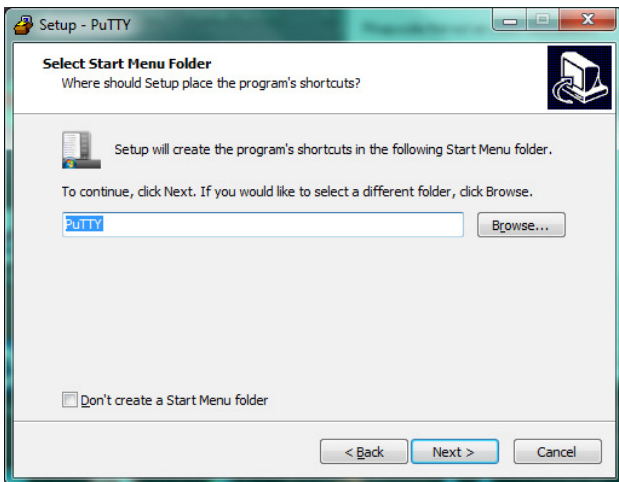 Setup - PuTTY
Select Start Menu Folder
Where should Setup place the program's shortcuts?
Setup will create the program's shortcuts in the following Start Menu folder.
To continue, click Next. If you would like to select a different folder, click Browse.
PuTTY
Browse...
Don't create a Start Menu folder
< Back
Next >
Cancel